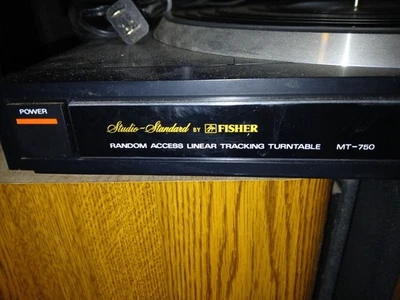 POWER
Studio-Standard BY FISHER
RANDOM ACCESS LINEAR TRACKING TURNTABLE MT-750